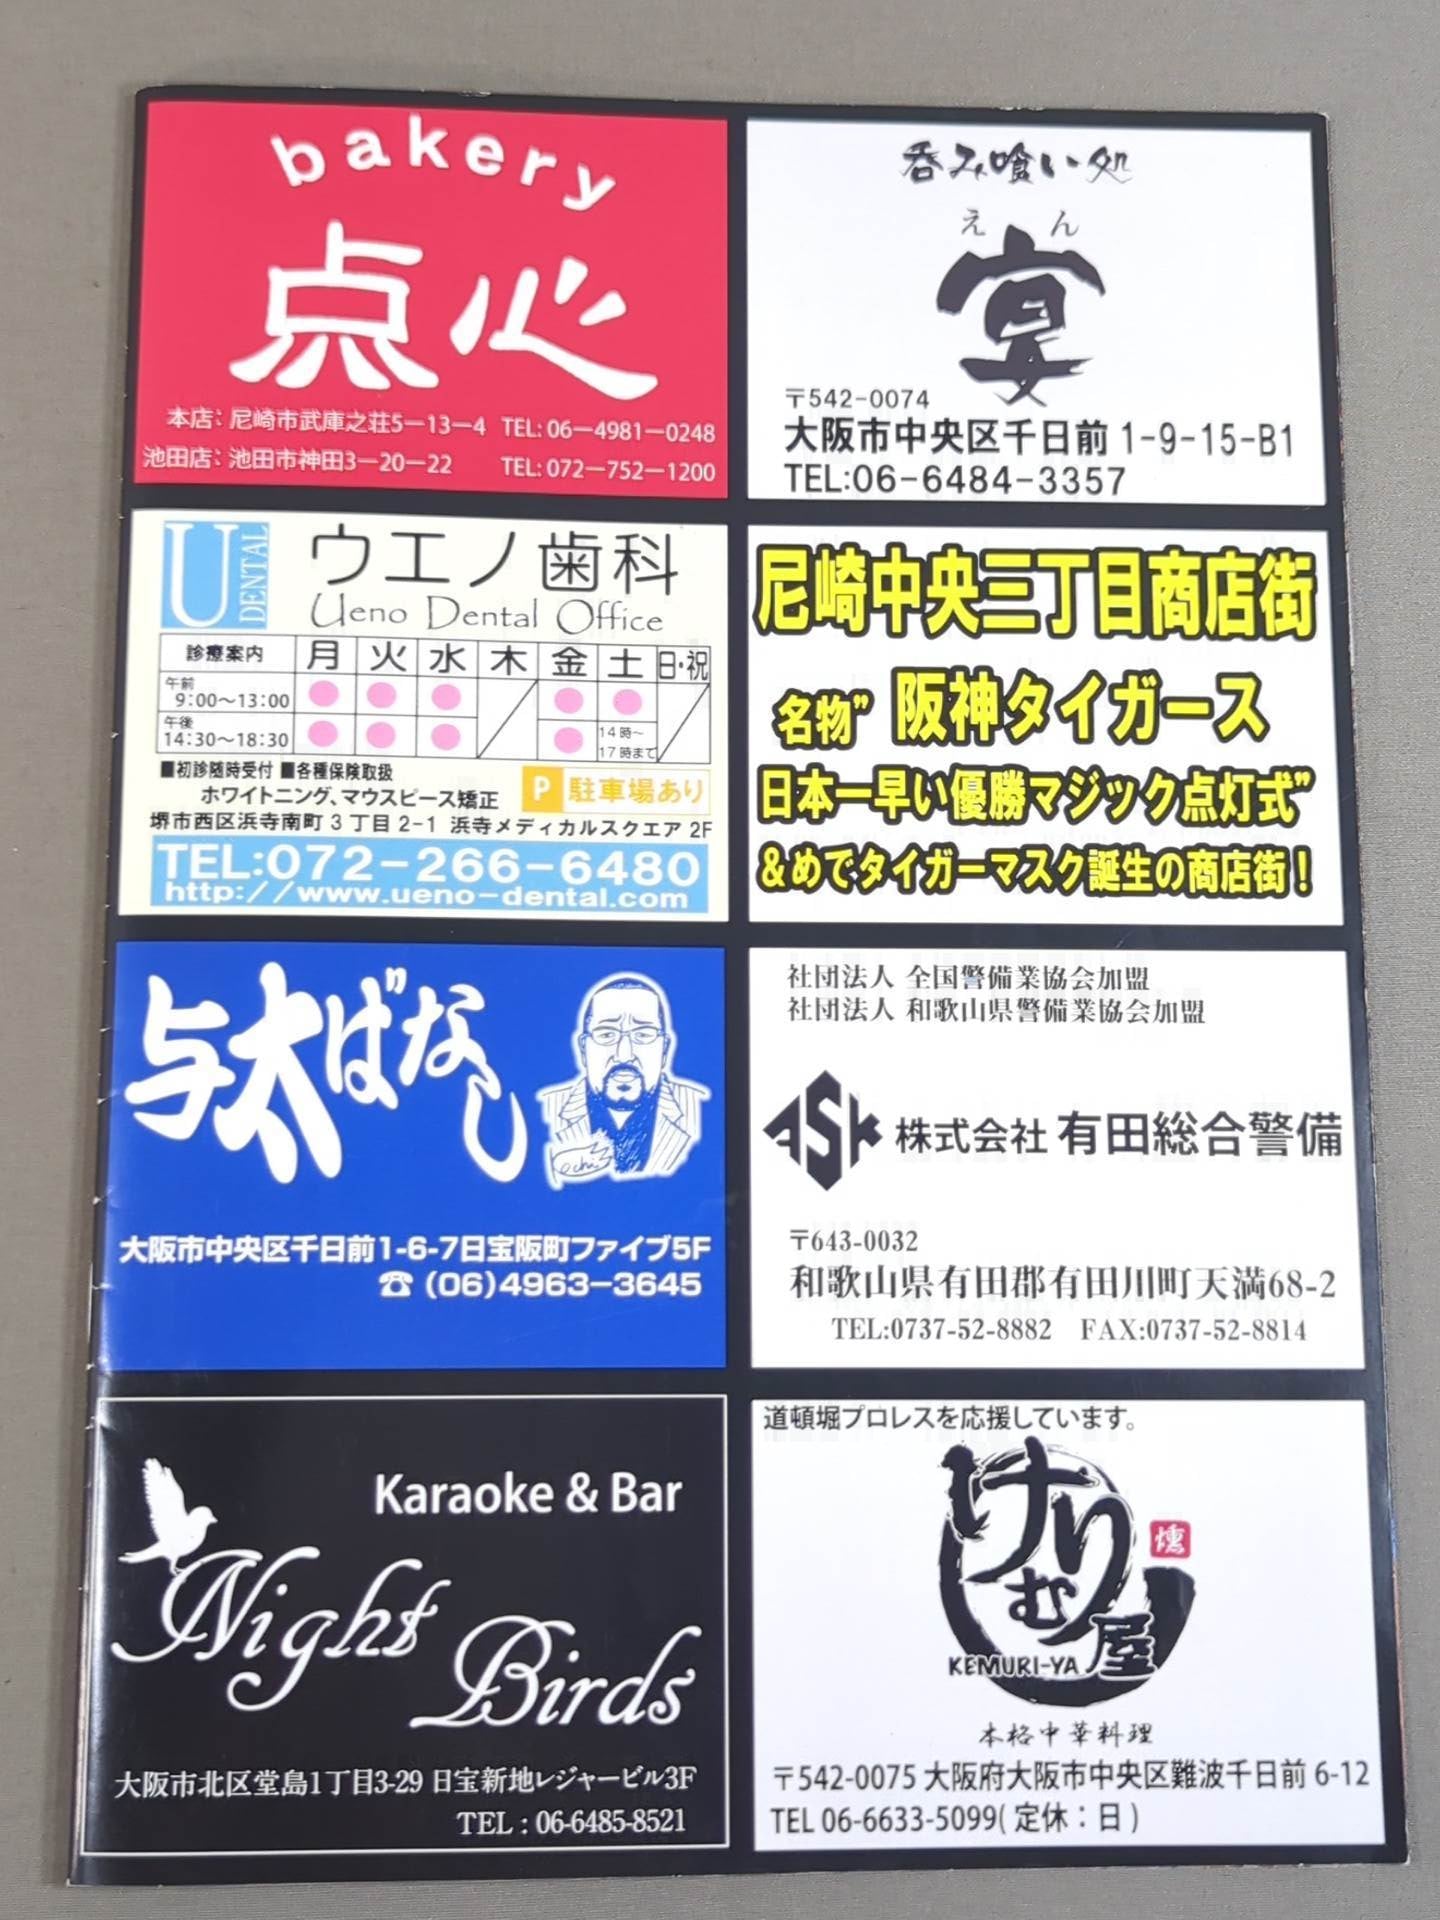 bakery
点心
本店：尼崎市武庫之荘5－13－4 TEL：06－4981－0248
池田店：池田市神田3－20－22 TEL：072－752－1200
呑み喰い処
えん
宴
〒542-0074
大阪市中央区千日前 1-9-15-B1
TEL:06-6484-3357
U DENTAL
ウエノ歯科
Ueno Dental Office
診療案内 月 火 水 木 金 土 日・祝
午前 9:00～13:00
午後 14:30～18:30 14時～17時まで
■初診随時受付 ■各種保険取扱
ホワイトニング、マウスピース矯正
P 駐車場あり
堺市西区浜寺南町3丁目2-1 浜寺メディカルスクエア 2F
TEL:072-266-6480
http://www.ueno-dental.com
尼崎中央三丁目商店街
名物” 阪神タイガース
日本一早い優勝マジック点灯式”
＆めでタイガーマスク誕生の商店街！
与太ばなし
大阪市中央区千日前1-6-7日宝阪町ファイブ5F
☎（06）4963－3645
社団法人 全国警備業協会加盟
社団法人 和歌山県警備業協会加盟
ASK 株式会社 有田総合警備
〒643-0032
和歌山県有田郡有田川町天満68-2
TEL:0737-52-8882 FAX:0737-52-8814
Karaoke & Bar
Night Birds
大阪市北区堂島1丁目3-29 日宝新地レジャービル3F
TEL：06-6485-8521
道頓堀プロレスを応援しています。
けむり屋
燻
KEMURI-YA
本格中華料理
〒542-0075 大阪府大阪市中央区難波千日前 6-12
TEL 06-6633-5099(定休：日)